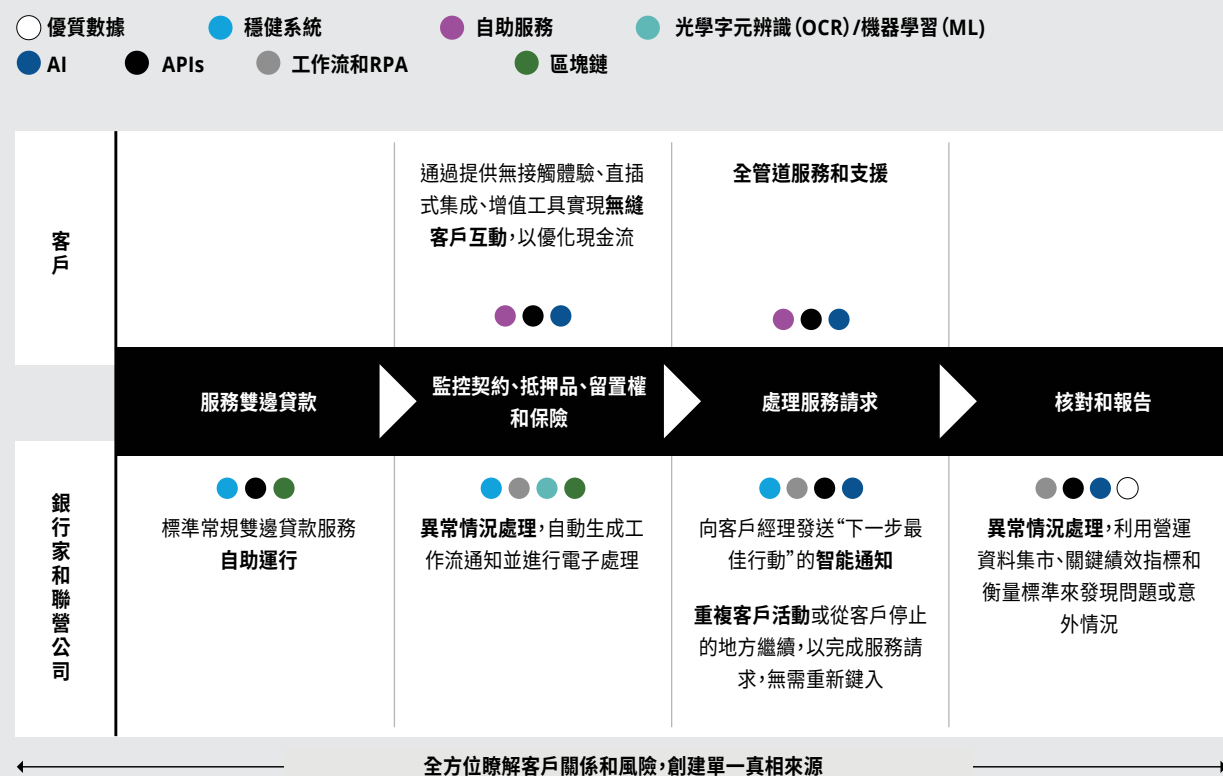 優質數據 穩健系統 自助服務 光學字元辨識(OCR)/機器學習(ML)
AI APIs 工作流和RPA 區塊鏈
客戶
通過提供無接觸體驗、直插
式集成、增值工具實現無縫
客戶互動,以優化現金流
全管道服務和支援
服務雙邊貸款
監控契約、抵押品、留置權
和保險
處理服務請求
核對和報告
銀行家和聯營公司
標準常規雙邊貸款服務
自助運行
異常情況處理,自動生成工
作流通知並進行電子處理
向客戶經理發送“下一步最
佳行動”的智能通知
重複客戶活動或從客戶停止
的地方繼續,以完成服務請
求,無需重新鍵入
異常情況處理,利用營運
資料集市、關鍵績效指標和
衡量標準來發現問題或意
外情況
全方位瞭解客戶關係和風險,創建單一真相來源